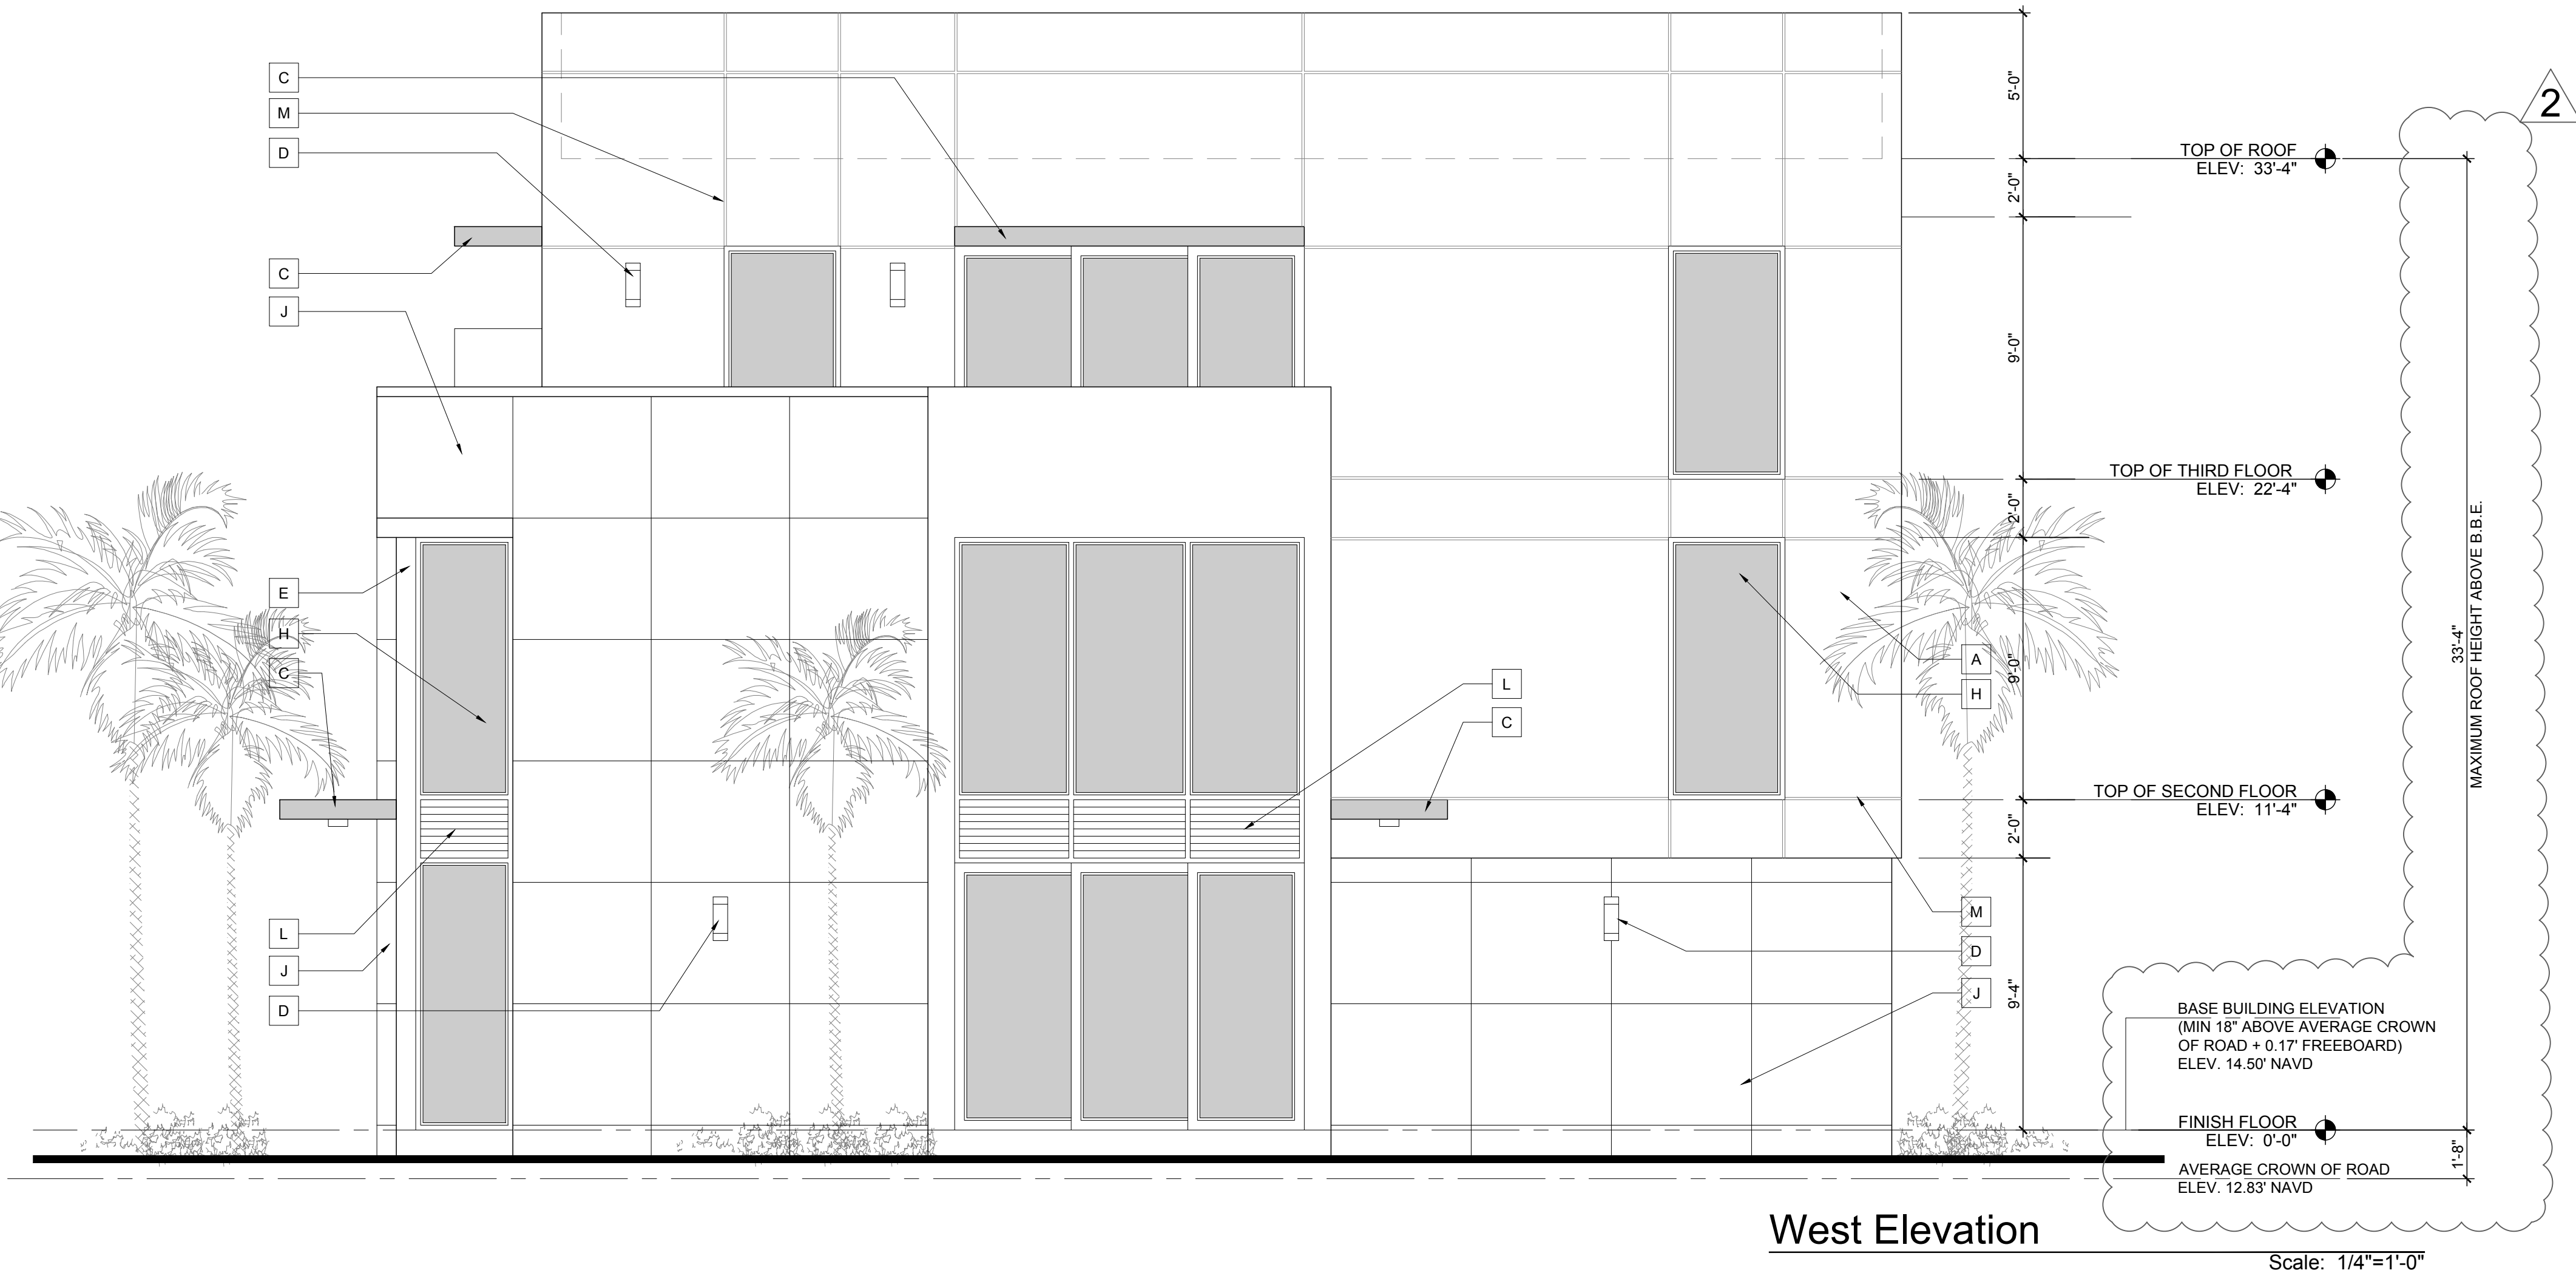 C
M
D
C
J
E
H
C
L
J
D
L
C
A
H
M
D
J
5'-0"
2'-0"
9'-0"
2'-0"
9'-0"
2'-0"
9'-4"
TOP OF ROOF
ELEV: 33'-4"
TOP OF THIRD FLOOR
ELEV: 22'-4"
TOP OF SECOND FLOOR
ELEV: 11'-4"
2
33'-4"
MAXIMUM ROOF HEIGHT ABOVE B.B.E.
BASE BUILDING ELEVATION
(MIN 18" ABOVE AVERAGE CROWN
OF ROAD + 0.17' FREEBOARD)
ELEV. 14.50' NAVD
FINISH FLOOR
ELEV: 0'-0"
1'-8"
AVERAGE CROWN OF ROAD
ELEV. 12.83' NAVD
West Elevation
Scale: 1/4"=1'-0"